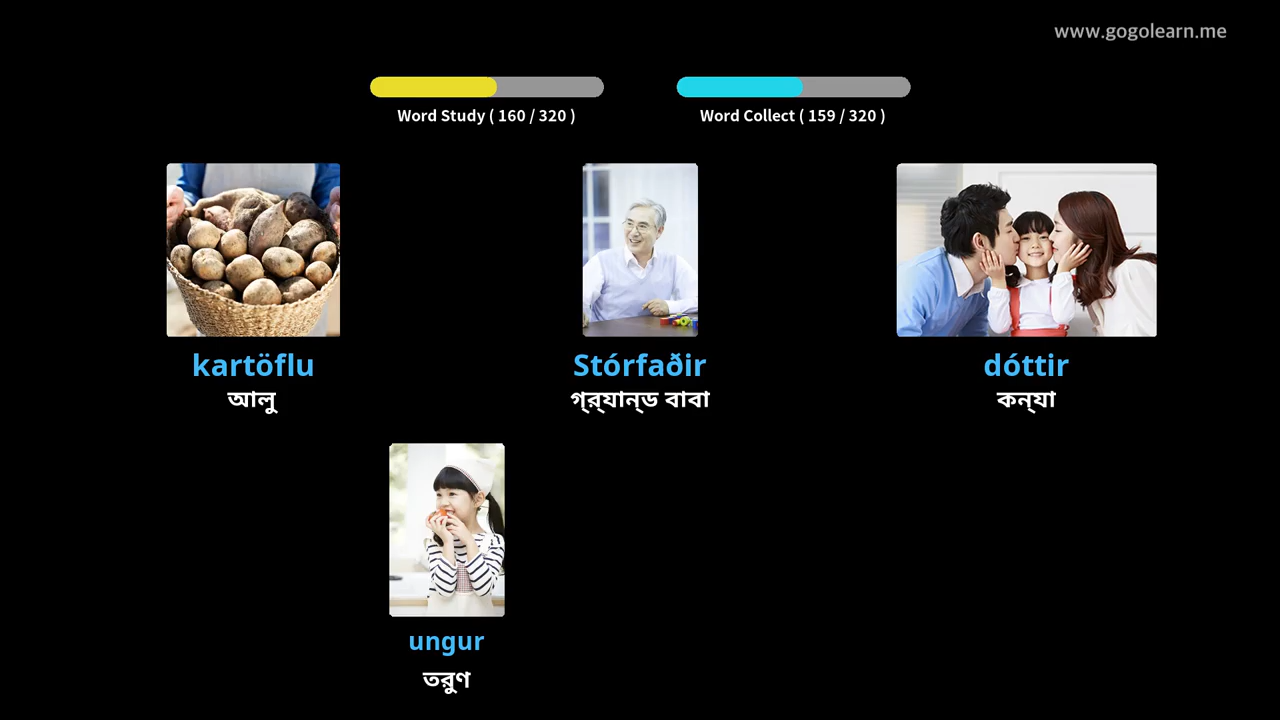 www.gogolearn.me
Word Study ( 160 / 320 )
Word Collect ( 159 / 320 )
kartöflu
আলু
Stórfaðir
গ্র্যান্ড বাবা
dóttir
কন্যা
ungur
তরুণ